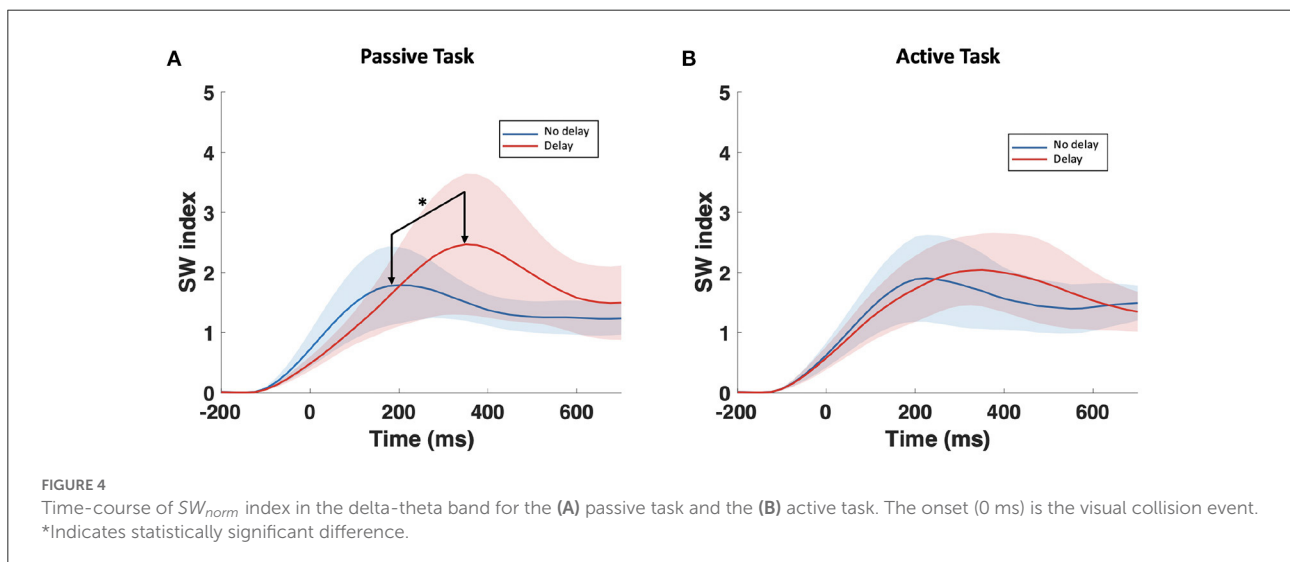 A
Passive Task
5
4
3
2
1
0
SW index
No delay
Delay
*
-200 0 200 400 600
Time (ms)
B
Active Task
5
4
3
2
1
0
SW index
No delay
Delay
-200 0 200 400 600
Time (ms)
FIGURE 4
Time-course of SWnorm index in the delta-theta band for the (A) passive task and the (B) active task. The onset (0 ms) is the visual collision event.
*Indicates statistically significant difference.